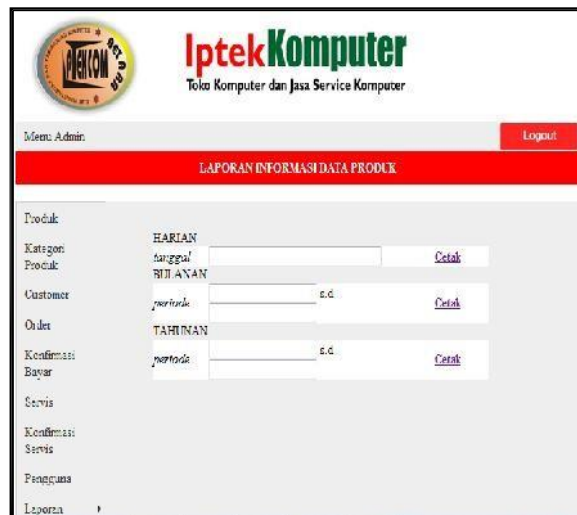 IPTEKCOM
IptekKomputer
Toko Komputer dan Jasa Service Komputer
Menu Admin
Logout
LAPORAN INFORMASI DATA PRODUK
Produk
Kategori
Produk
Customer
Order
Konfirmasi
Bayar
Servis
Konfirmasi
Servis
Pengguna
Laporan
HARIAN
tanggal
Cetak
BULANAN
periode
s.d
Cetak
TAHUNAN
periode
s.d
Cetak